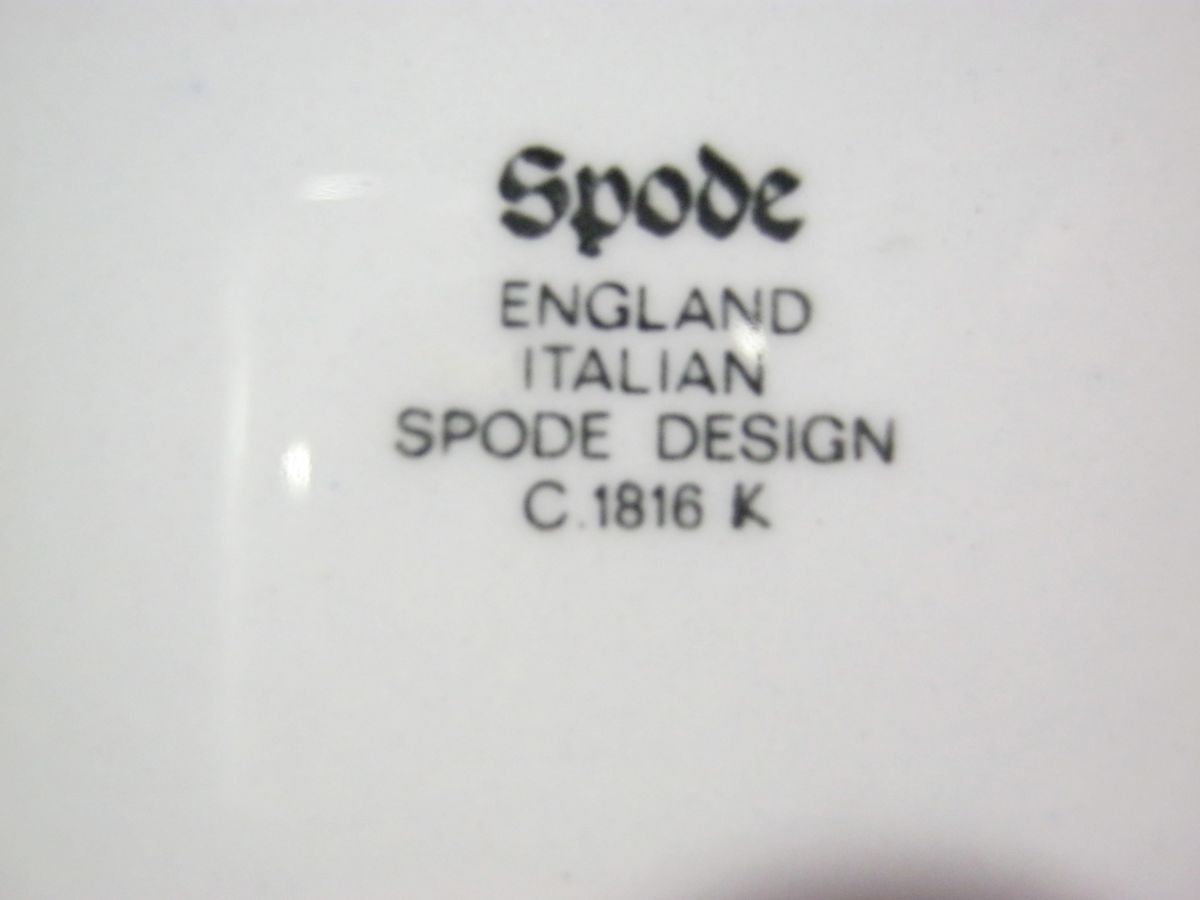 Spode
ENGLAND
ITALIAN
SPODE DESIGN
C.1816 K